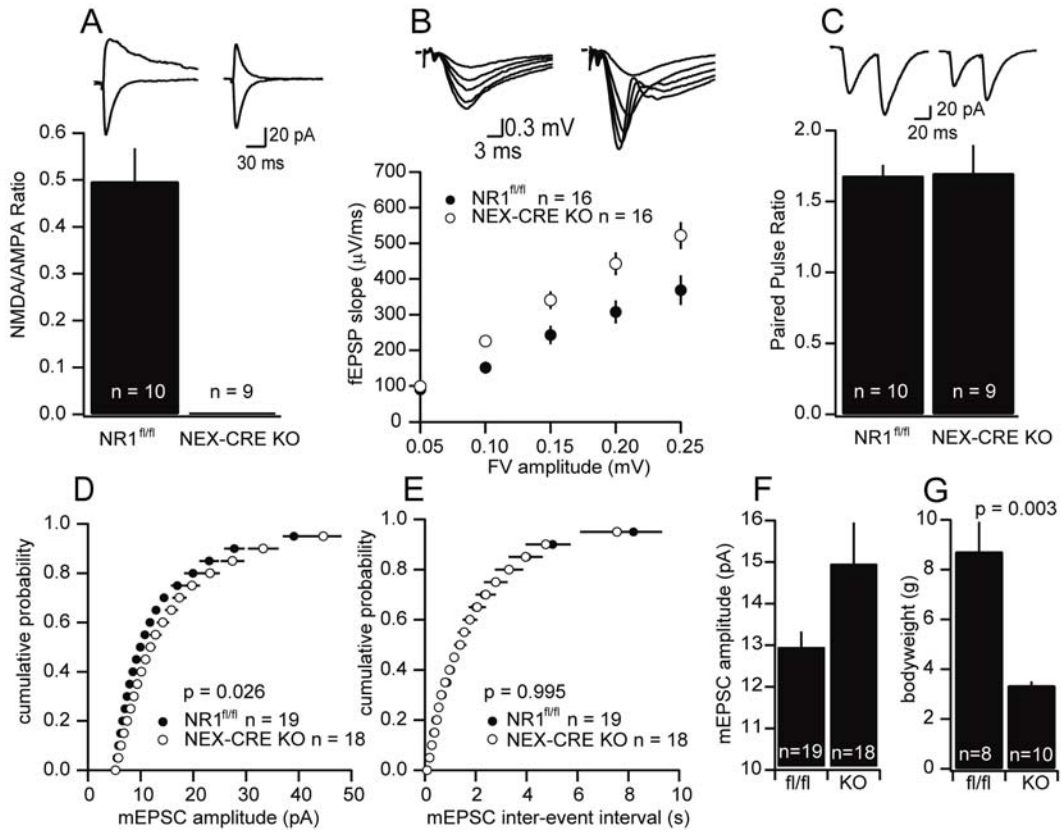 A
20 pA
30 ms
NMDA/AMPA Ratio
0.6
0.5
0.4
0.3
0.2
0.1
0.0
n = 10
n = 9
NR1fl/fl
NEX-CRE KO
B
0.3 mV
3 ms
fEPSP slope (µV/ms)
700
600
500
400
300
200
100
0
NR1fl/fl n = 16
NEX-CRE KO n = 16
0.05 0.10 0.15 0.20 0.25
FV amplitude (mV)
C
20 pA
20 ms
Paired Pulse Ratio
2.0
1.5
1.0
0.5
0.0
n = 10
n = 9
NR1fl/fl
NEX-CRE KO
D
cumulative probability
1.0
0.8
0.6
0.4
0.2
0.0
p = 0.026
NR1fl/fl n = 19
NEX-CRE KO n = 18
0 10 20 30 40 50
mEPSC amplitude (pA)
E
cumulative probability
1.0
0.8
0.6
0.4
0.2
0.0
p = 0.995
NR1fl/fl n = 19
NEX-CRE KO n = 18
0 2 4 6 8 10
mEPSC inter-event interval (s)
F
mEPSC amplitude (pA)
16
15
14
13
12
11
10
n=19
n=18
fl/fl
KO
G
p = 0.003
bodyweight (g)
10
8
6
4
2
0
n=8
n=10
fl/fl
KO